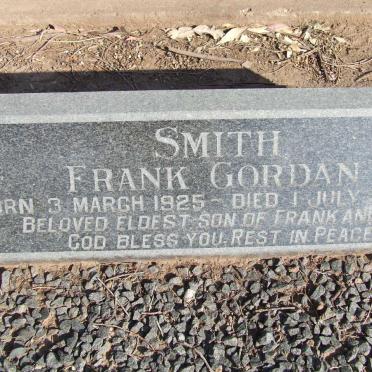 SMITH
FRANK GORDAN
ORN 3 MARCH 1925 - DIED 1 JULY
BELOVED ELDEST SON OF FRANK AN
GOD BLESS YOU. REST IN PEACE